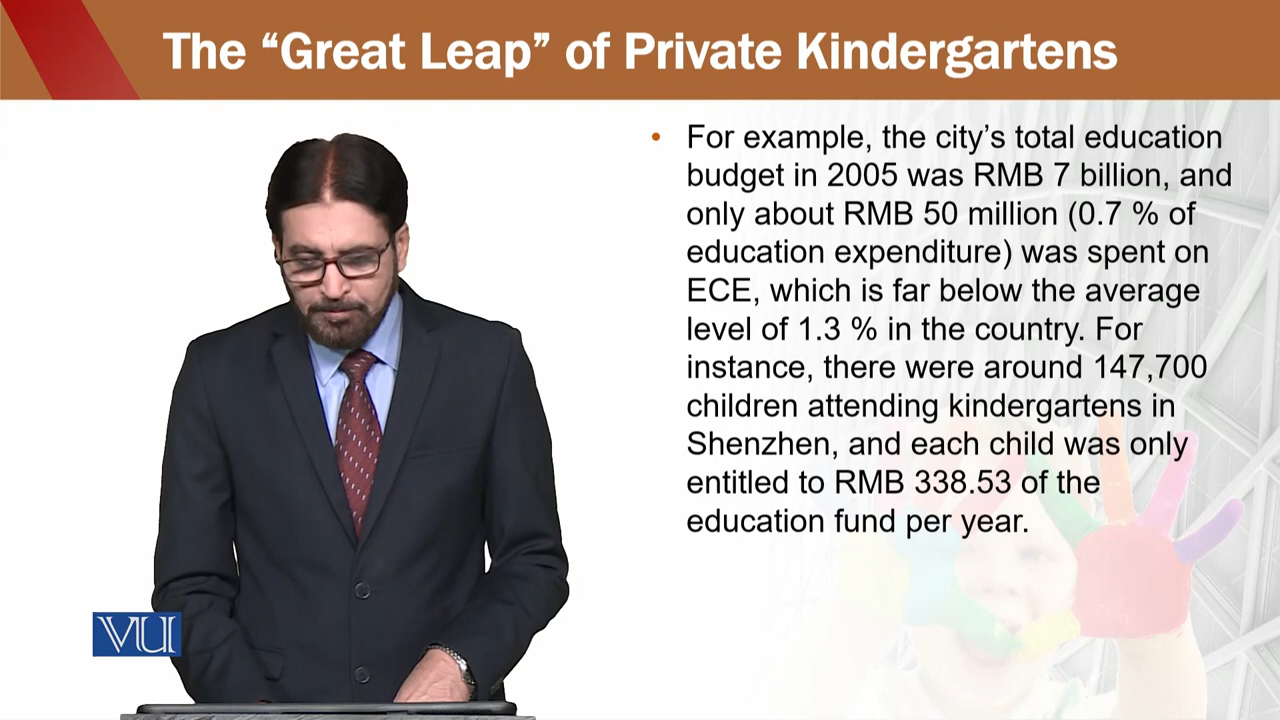 The “Great Leap” of Private Kindergartens
• For example, the city’s total education
budget in 2005 was RMB 7 billion, and
only about RMB 50 million (0.7 % of
education expenditure) was spent on
ECE, which is far below the average
level of 1.3 % in the country. For
instance, there were around 147,700
children attending kindergartens in
Shenzhen, and each child was only
entitled to RMB 338.53 of the
education fund per year.
VU